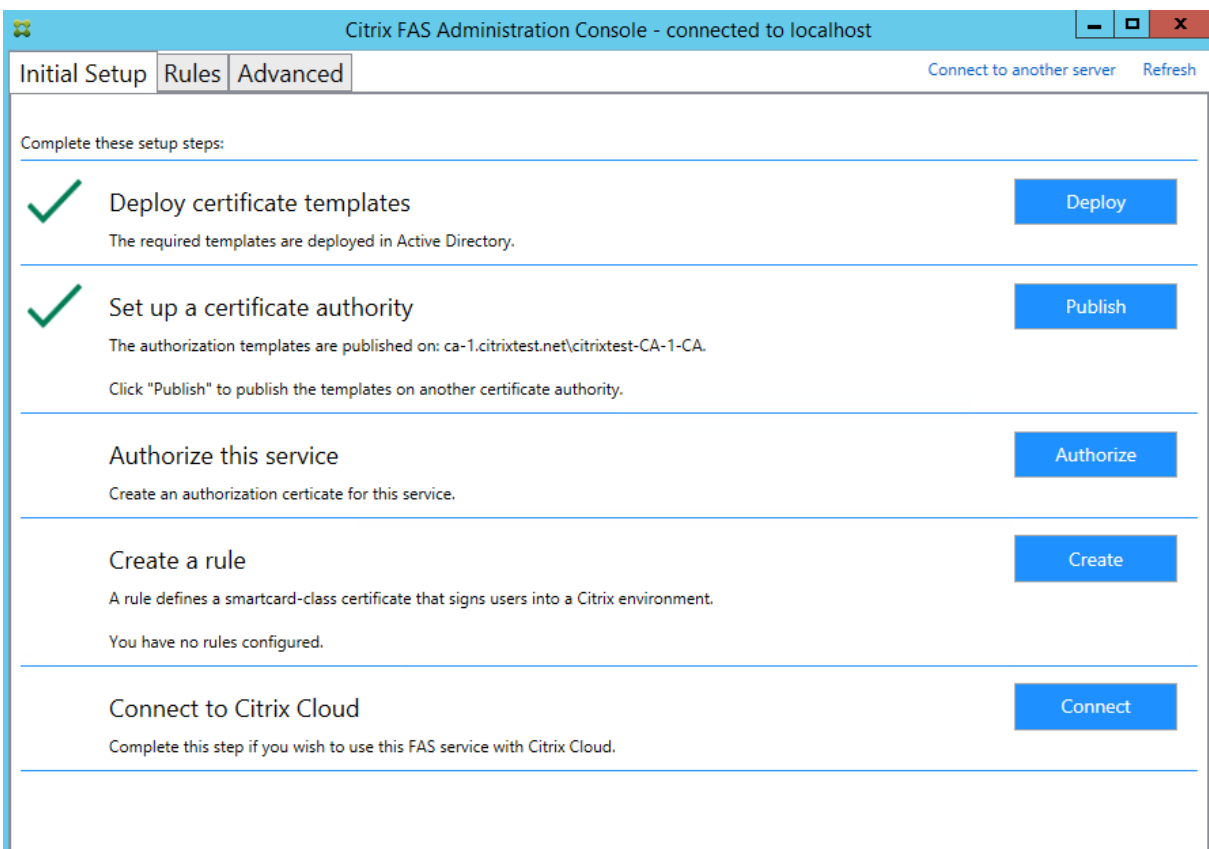 Citrix FAS Administration Console - connected to localhost
Initial Setup Rules Advanced Connect to another server Refresh
Complete these setup steps:
Deploy certificate templates Deploy
The required templates are deployed in Active Directory.
Set up a certificate authority Publish
The authorization templates are published on: ca-1.citrixtest.net\citrixtest-CA-1-CA.
Click "Publish" to publish the templates on another certificate authority.
Authorize this service Authorize
Create an authorization certicate for this service.
Create a rule Create
A rule defines a smartcard-class certificate that signs users into a Citrix environment.
You have no rules configured.
Connect to Citrix Cloud Connect
Complete this step if you wish to use this FAS service with Citrix Cloud.